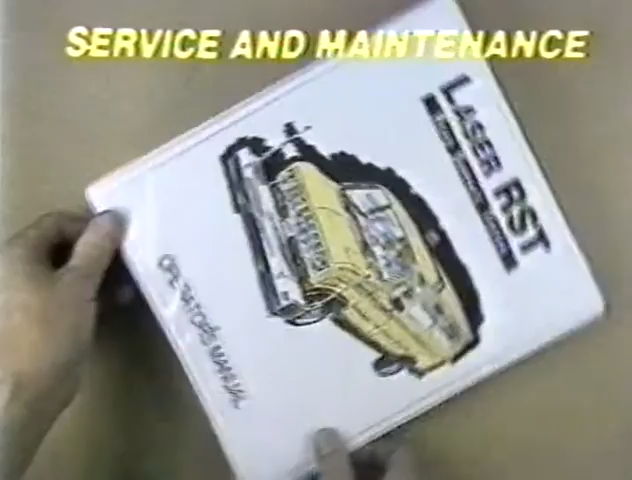 SERVICE AND MAINTENANCE
LASER RST
OPERATOR'S MANUAL